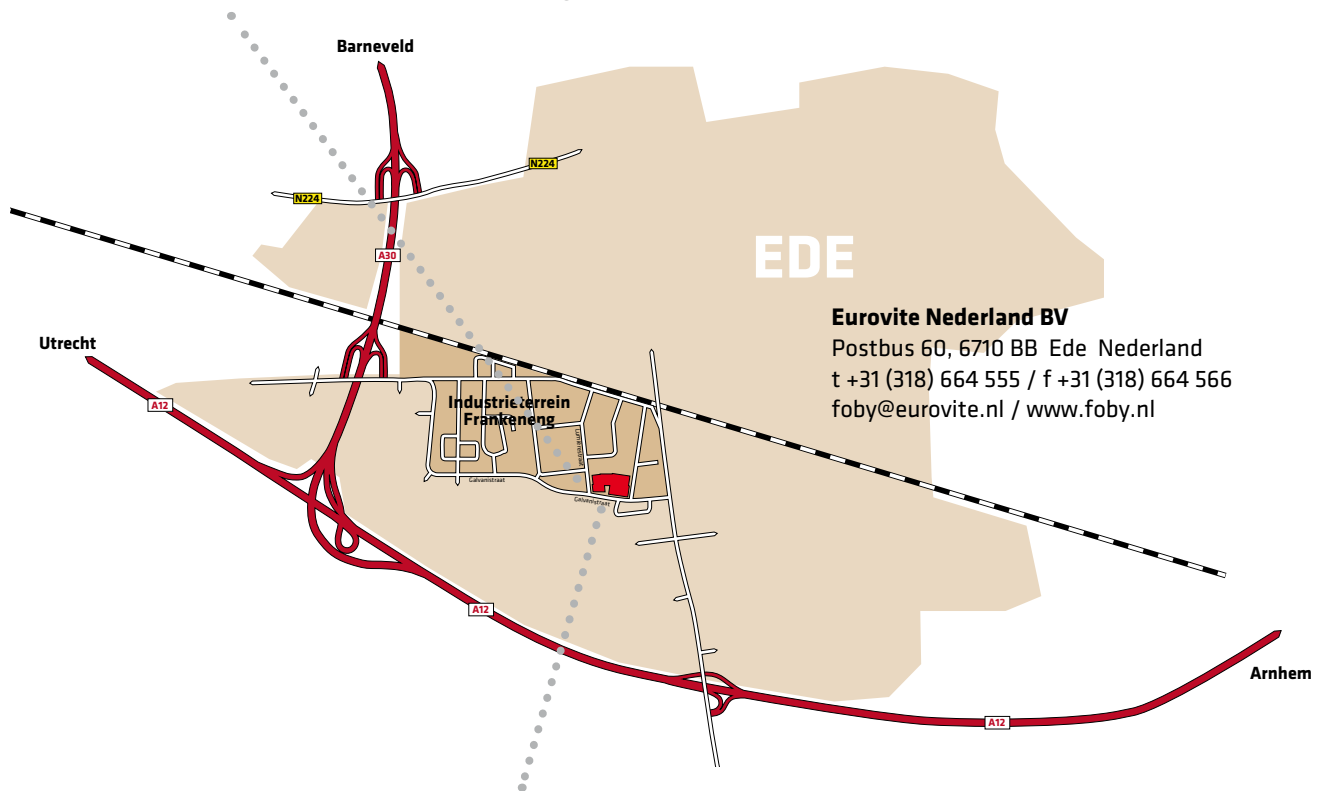 Barneveld
N224
N224
A30
EDE
Eurovite Nederland BV
Postbus 60, 6710 BB Ede Nederland
t +31 (318) 664 555 / f +31 (318) 664 566
foby@eurovite.nl / www.foby.nl
Utrecht
A12
Industrieterrein
Frankeneng
Galvanistraat
Galvanistraat
A12
Arnhem
A12